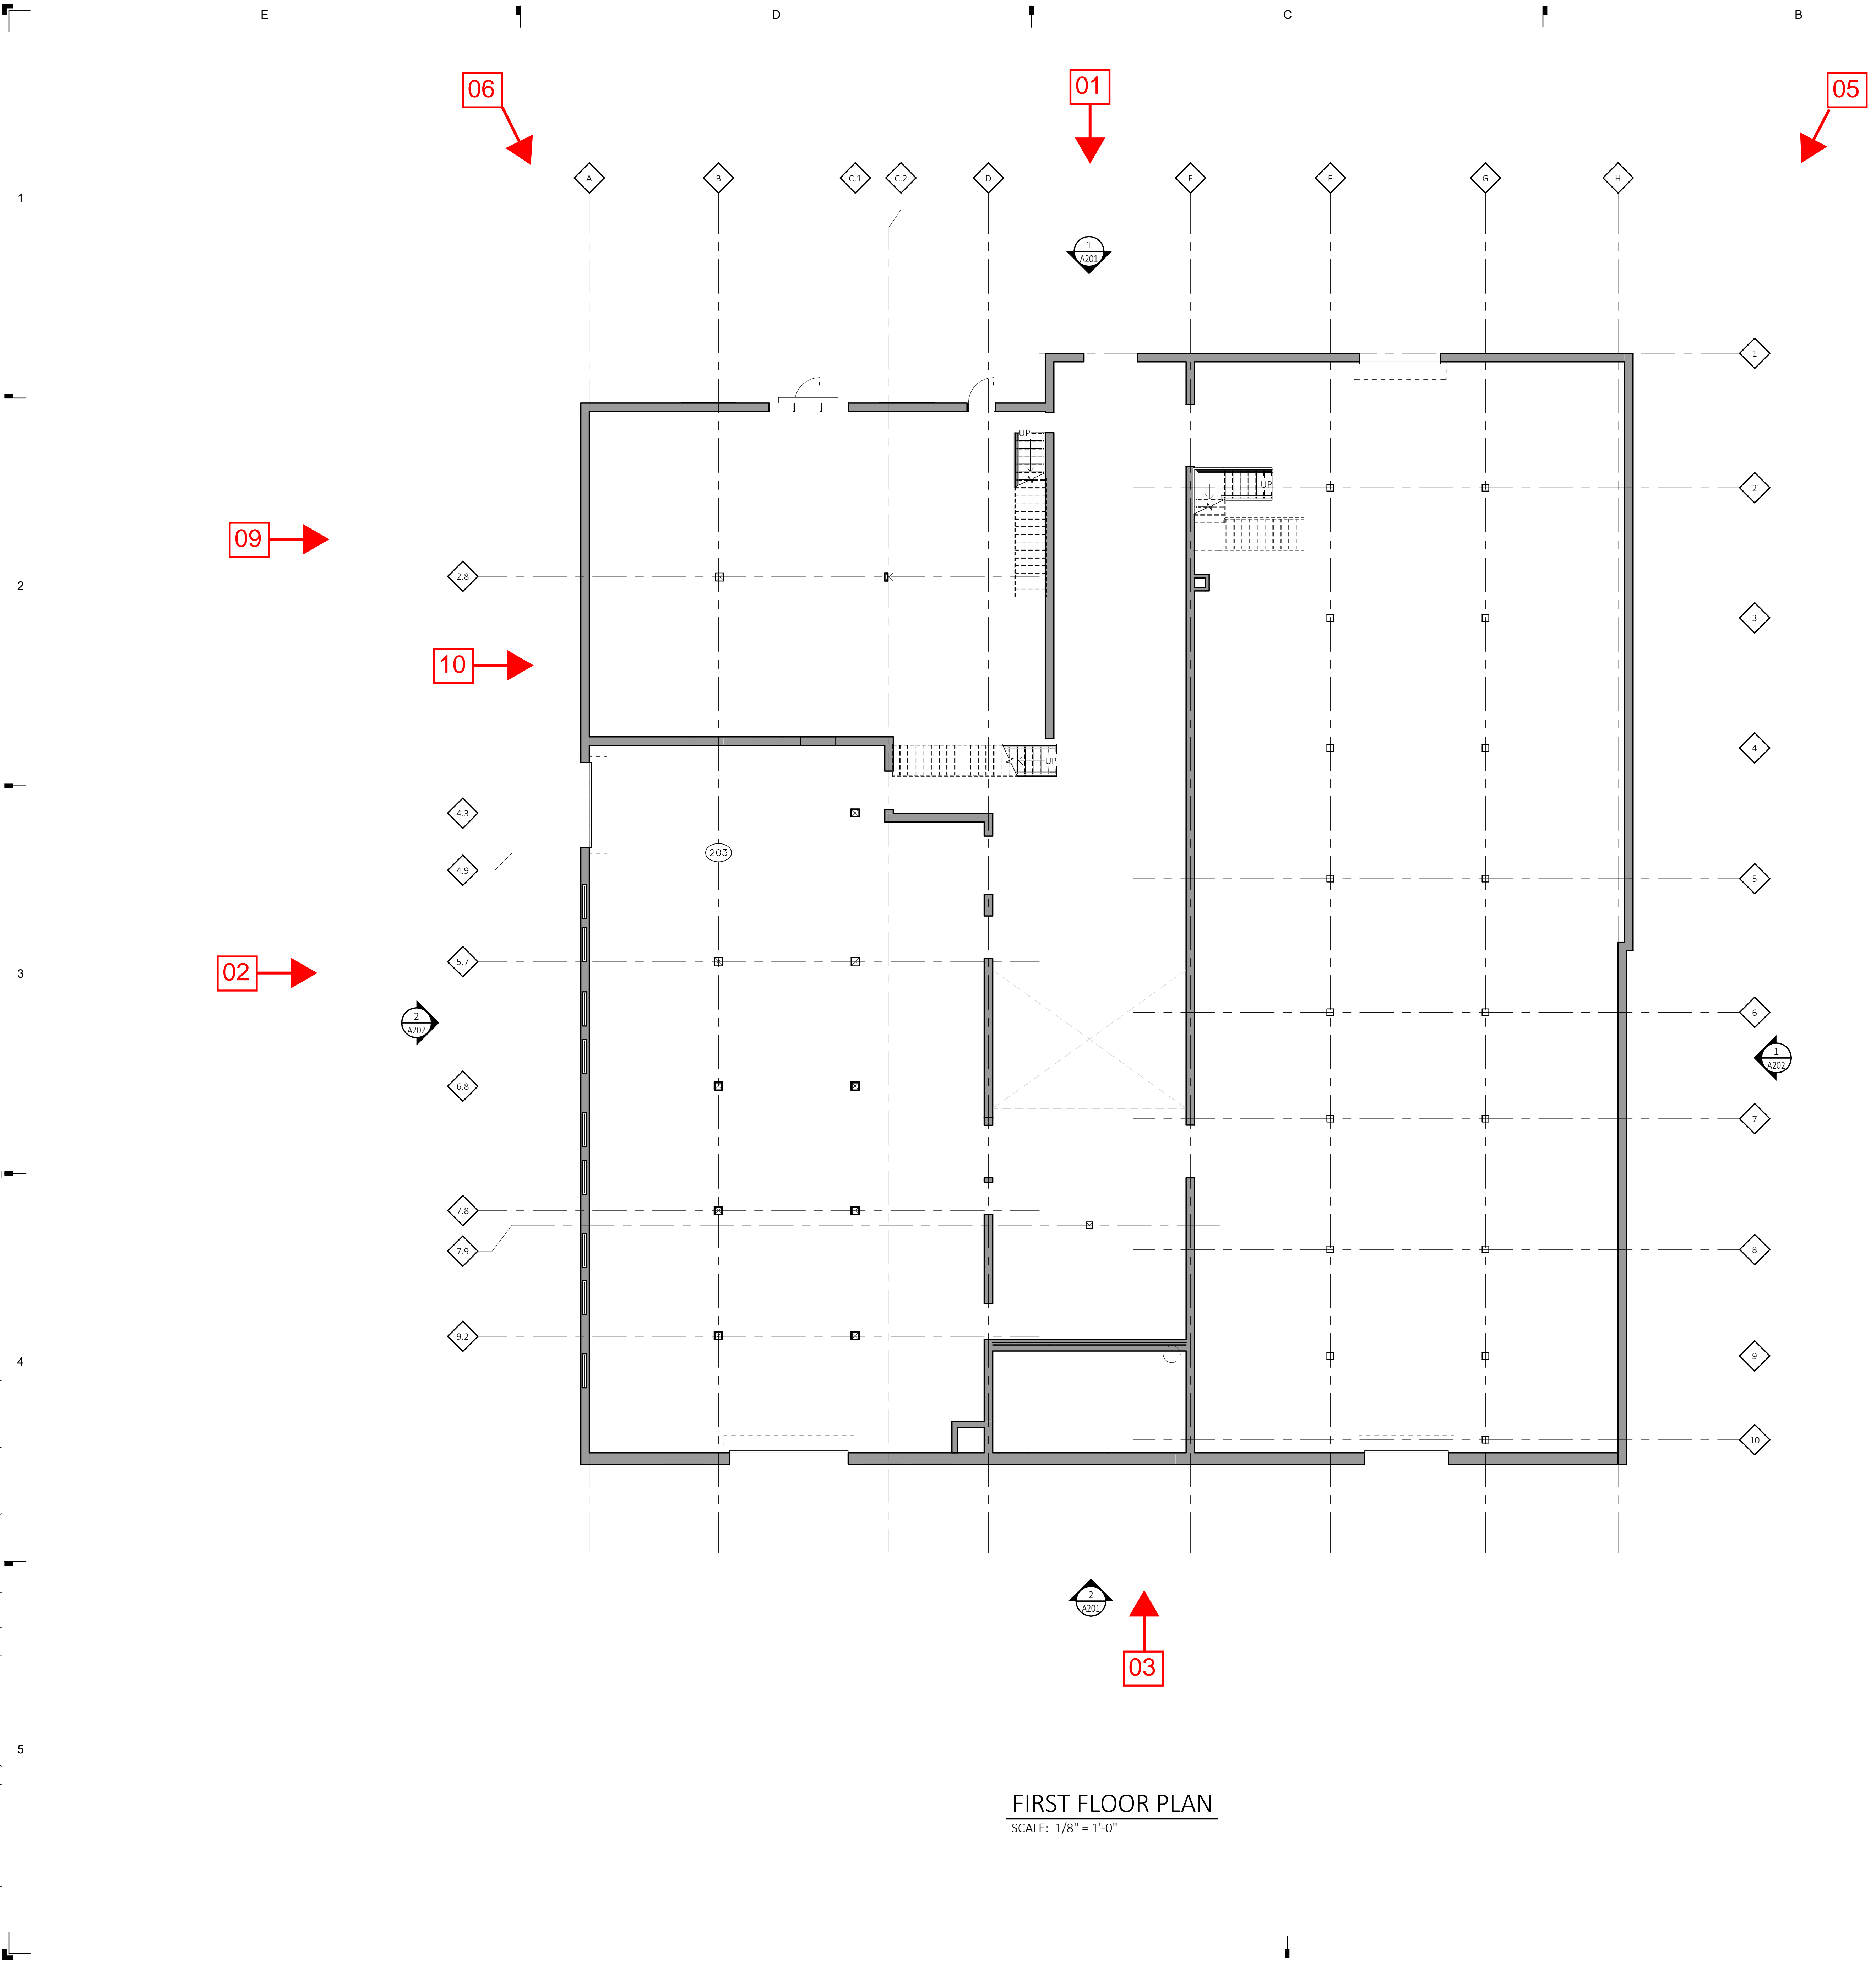 E D C B
06 01 05
1
A B C.1 C.2 D E F G H
1
A201
1
UP
UP
2
09
2.8
2
3
10
4
UP
4.3
203
4.9
5
5.7
02
3
2
A202
6
1
A202
6.8
7
7.8
7.9
8
9.2
9
4
10
2
A201
03
5
FIRST FLOOR PLAN
SCALE: 1/8" = 1'-0"